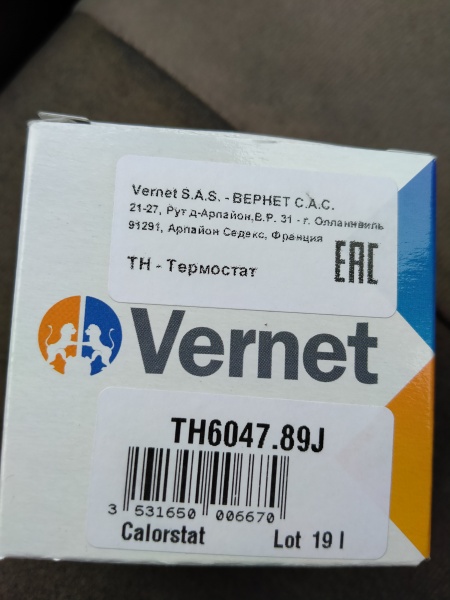 Vernet S.A.S. - ВЕРНЕТ С.А.С.
21-27, Рут д-Арпайон,В.Р. 31 - г. Олланвиль
91291, Арпайон Седекс, Франция
TH - Термостат
EAC
Vernet
TH6047.89J
3 531650 006670
Calorstat
Lot 19 I